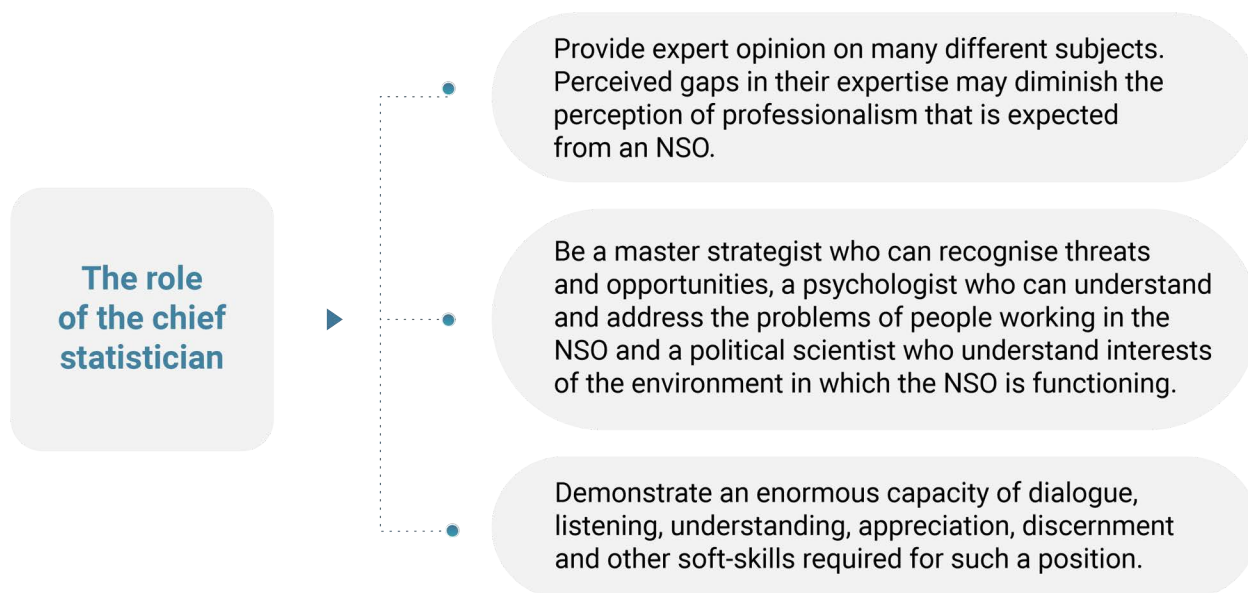 The role
of the chief
statistician
Provide expert opinion on many different subjects.
Perceived gaps in their expertise may diminish the
perception of professionalism that is expected
from an NSO.
Be a master strategist who can recognise threats
and opportunities, a psychologist who can understand
and address the problems of people working in the
NSO and a political scientist who understand interests
of the environment in which the NSO is functioning.
Demonstrate an enormous capacity of dialogue,
listening, understanding, appreciation, discernment
and other soft-skills required for such a position.